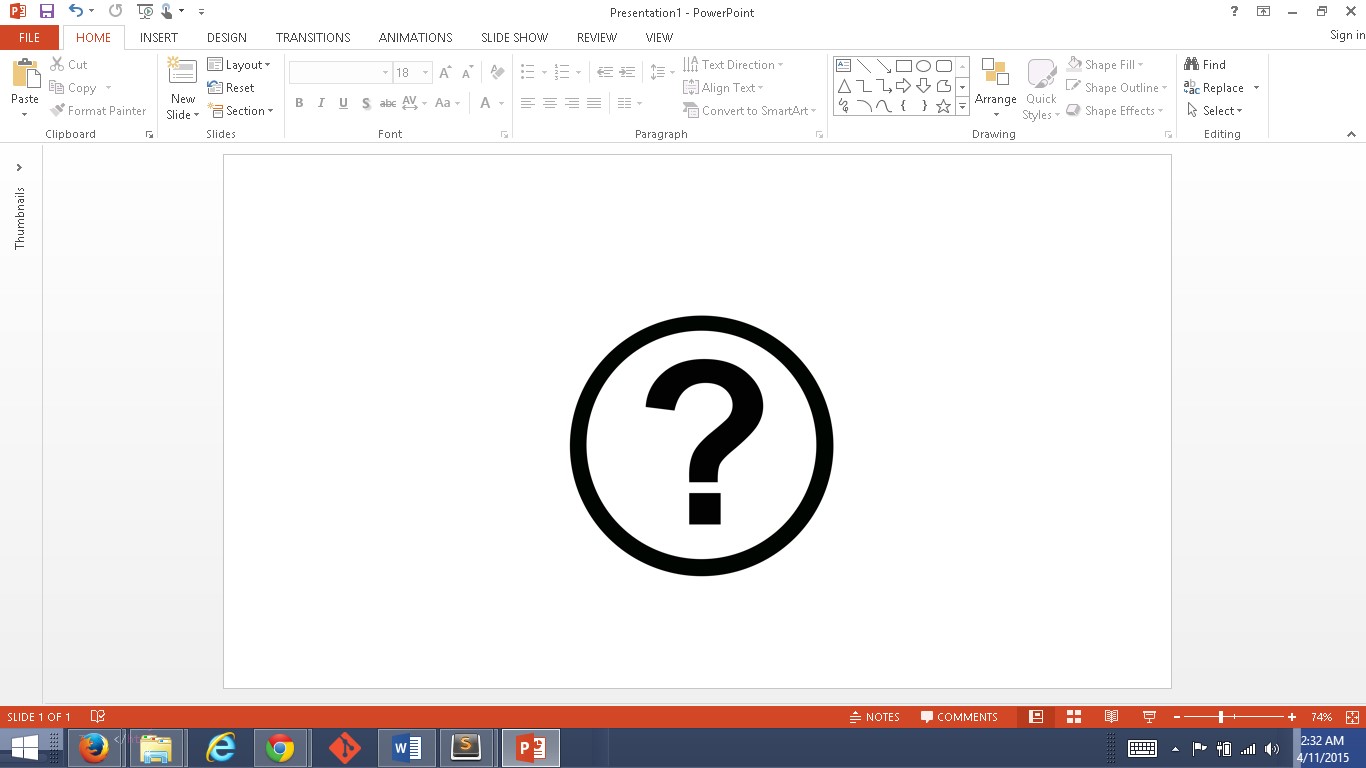 Presentation1 - PowerPoint
?
FILE HOME INSERT DESIGN TRANSITIONS ANIMATIONS SLIDE SHOW REVIEW VIEW Sign in
Paste
Cut
Copy
Format Painter
Clipboard
New
Slide
Layout
Reset
Section
Slides
18
B I U S abc AV Aa A
Font
Text Direction
Align Text
Convert to SmartArt
Paragraph
Arrange
Quick
Styles
Shape Fill
Shape Outline
Shape Effects
Drawing
Find
Replace
Select
Editing
Thumbnails
?
SLIDE 1 OF 1 NOTES COMMENTS 74%
2:32 AM
4/11/2015